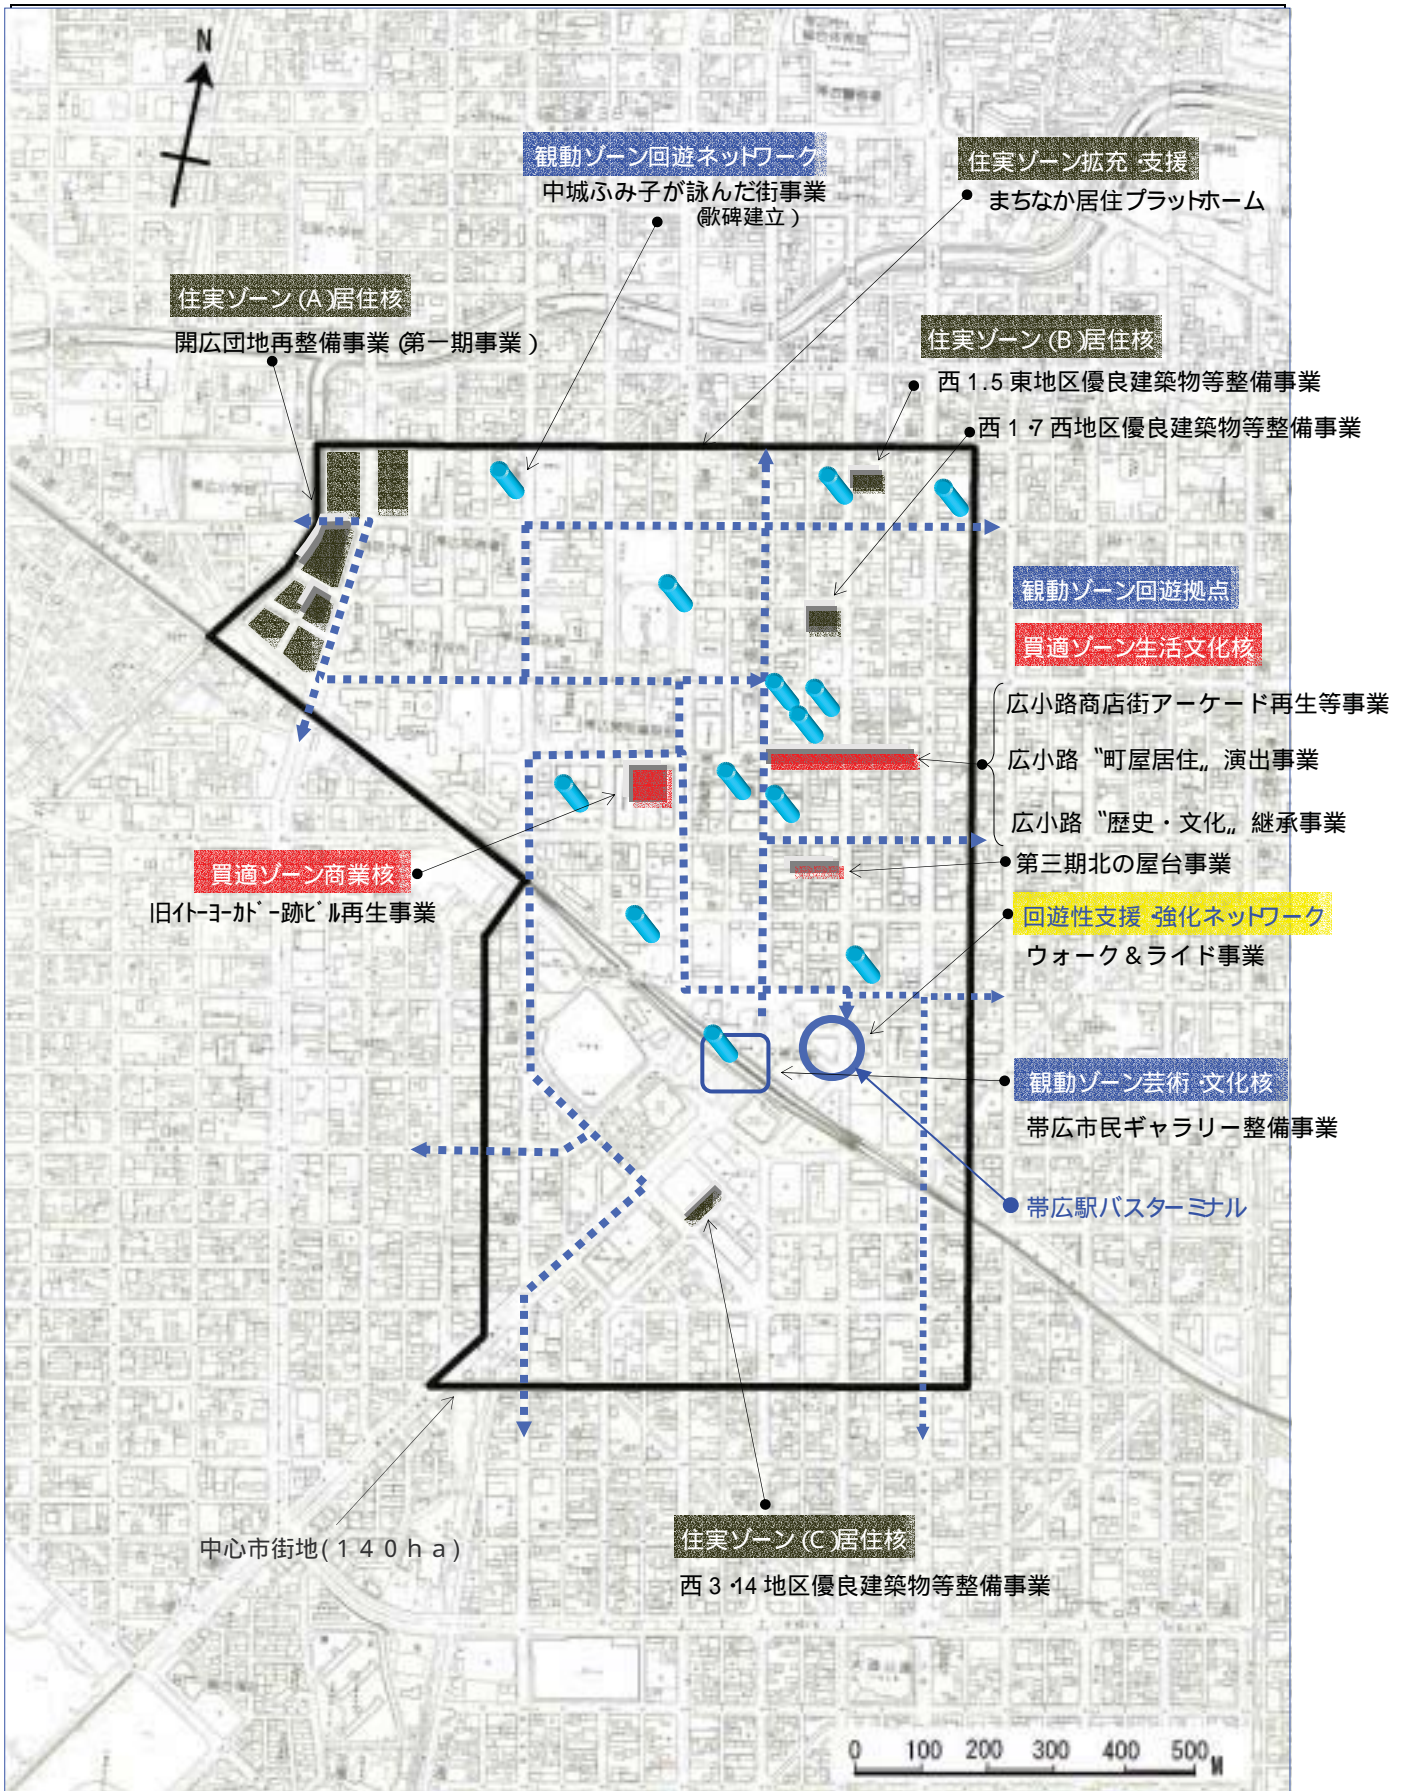 N
観動ゾーン回遊ネットワーク
中城ふみ子が詠んだ街事業
(歌碑建立)
住実ゾーン拡充・支援
まちなか居住プラットホーム
住実ゾーン(A)居住核
開広団地再整備事業(第一期事業)
住実ゾーン(B)居住核
西1.5東地区優良建築物等整備事業
西1・7西地区優良建築物等整備事業
観動ゾーン回遊拠点
買適ゾーン生活文化核
広小路商店街アーケード再生等事業
広小路〝町屋居住〟演出事業
広小路〝歴史・文化〟継承事業
第三期北の屋台事業
買適ゾーン商業核
旧イトーヨーカドー跡ビル再生事業
回遊性支援・強化ネットワーク
ウォーク&ライド事業
観動ゾーン芸術・文化核
帯広市民ギャラリー整備事業
帯広駅バスターミナル
中心市街地(140ha)
住実ゾーン(C)居住核
西3・14地区優良建築物等整備事業
0 100 200 300 400 500M